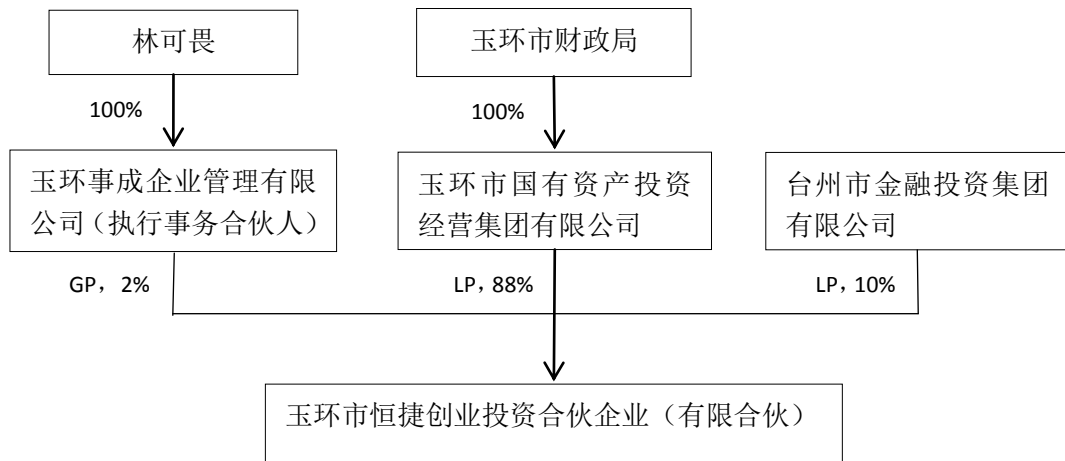 林可畏
玉环市财政局
100%
100%
玉环事成企业管理有限
公司（执行事务合伙人）
玉环市国有资产投资
经营集团有限公司
台州市金融投资集团
有限公司
GP，2%
LP，88%
LP，10%
玉环市恒捷创业投资合伙企业（有限合伙）